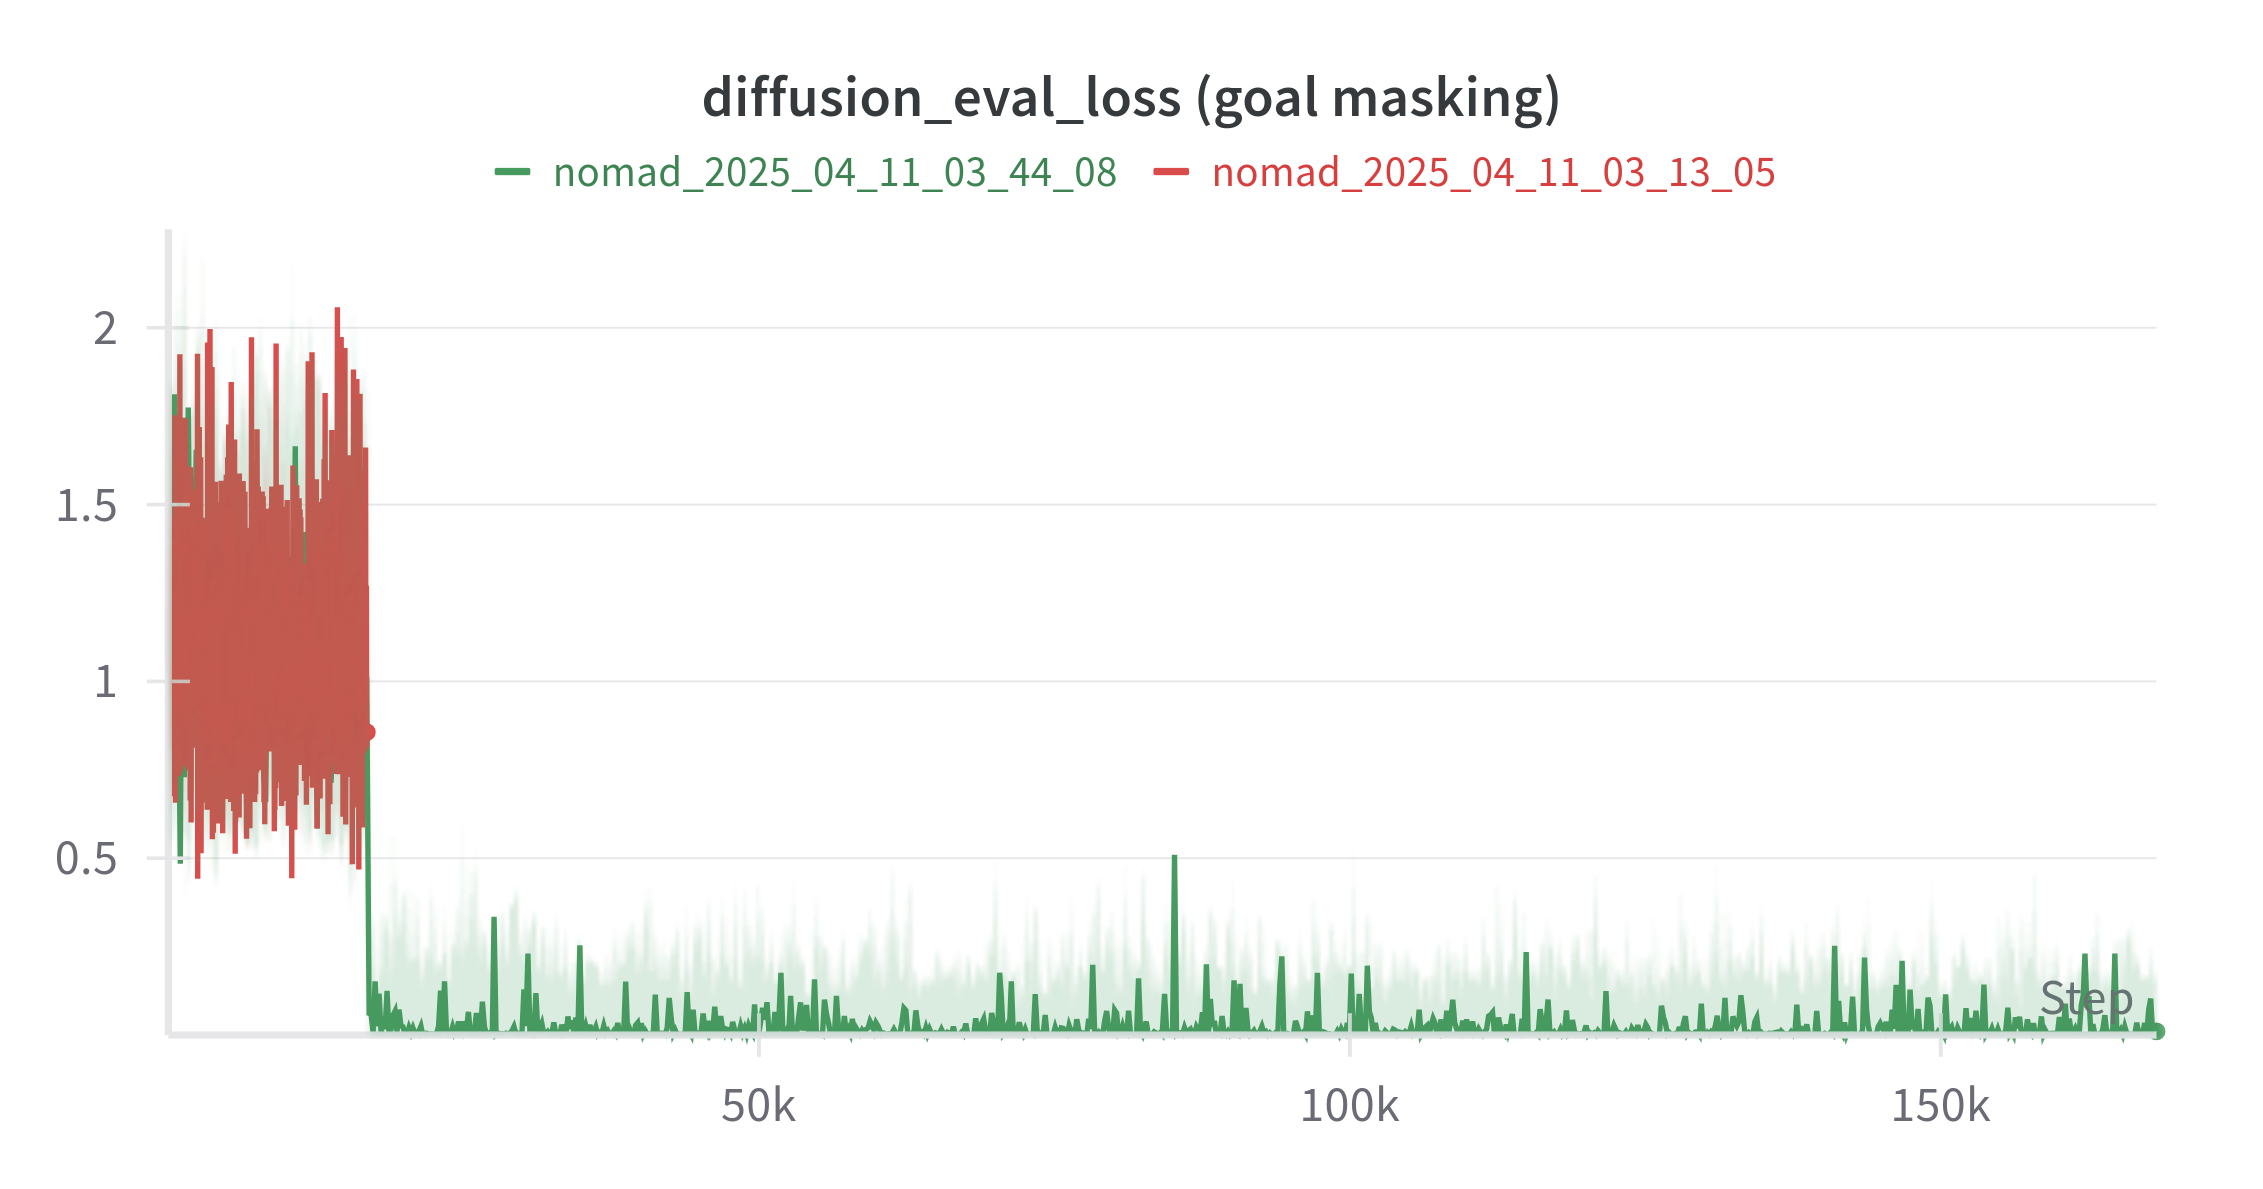 diffusion_eval_loss (goal masking)
nomad_2025_04_11_03_44_08 nomad_2025_04_11_03_13_05
2
1.5
1
0.5
Step
50k 100k 150k